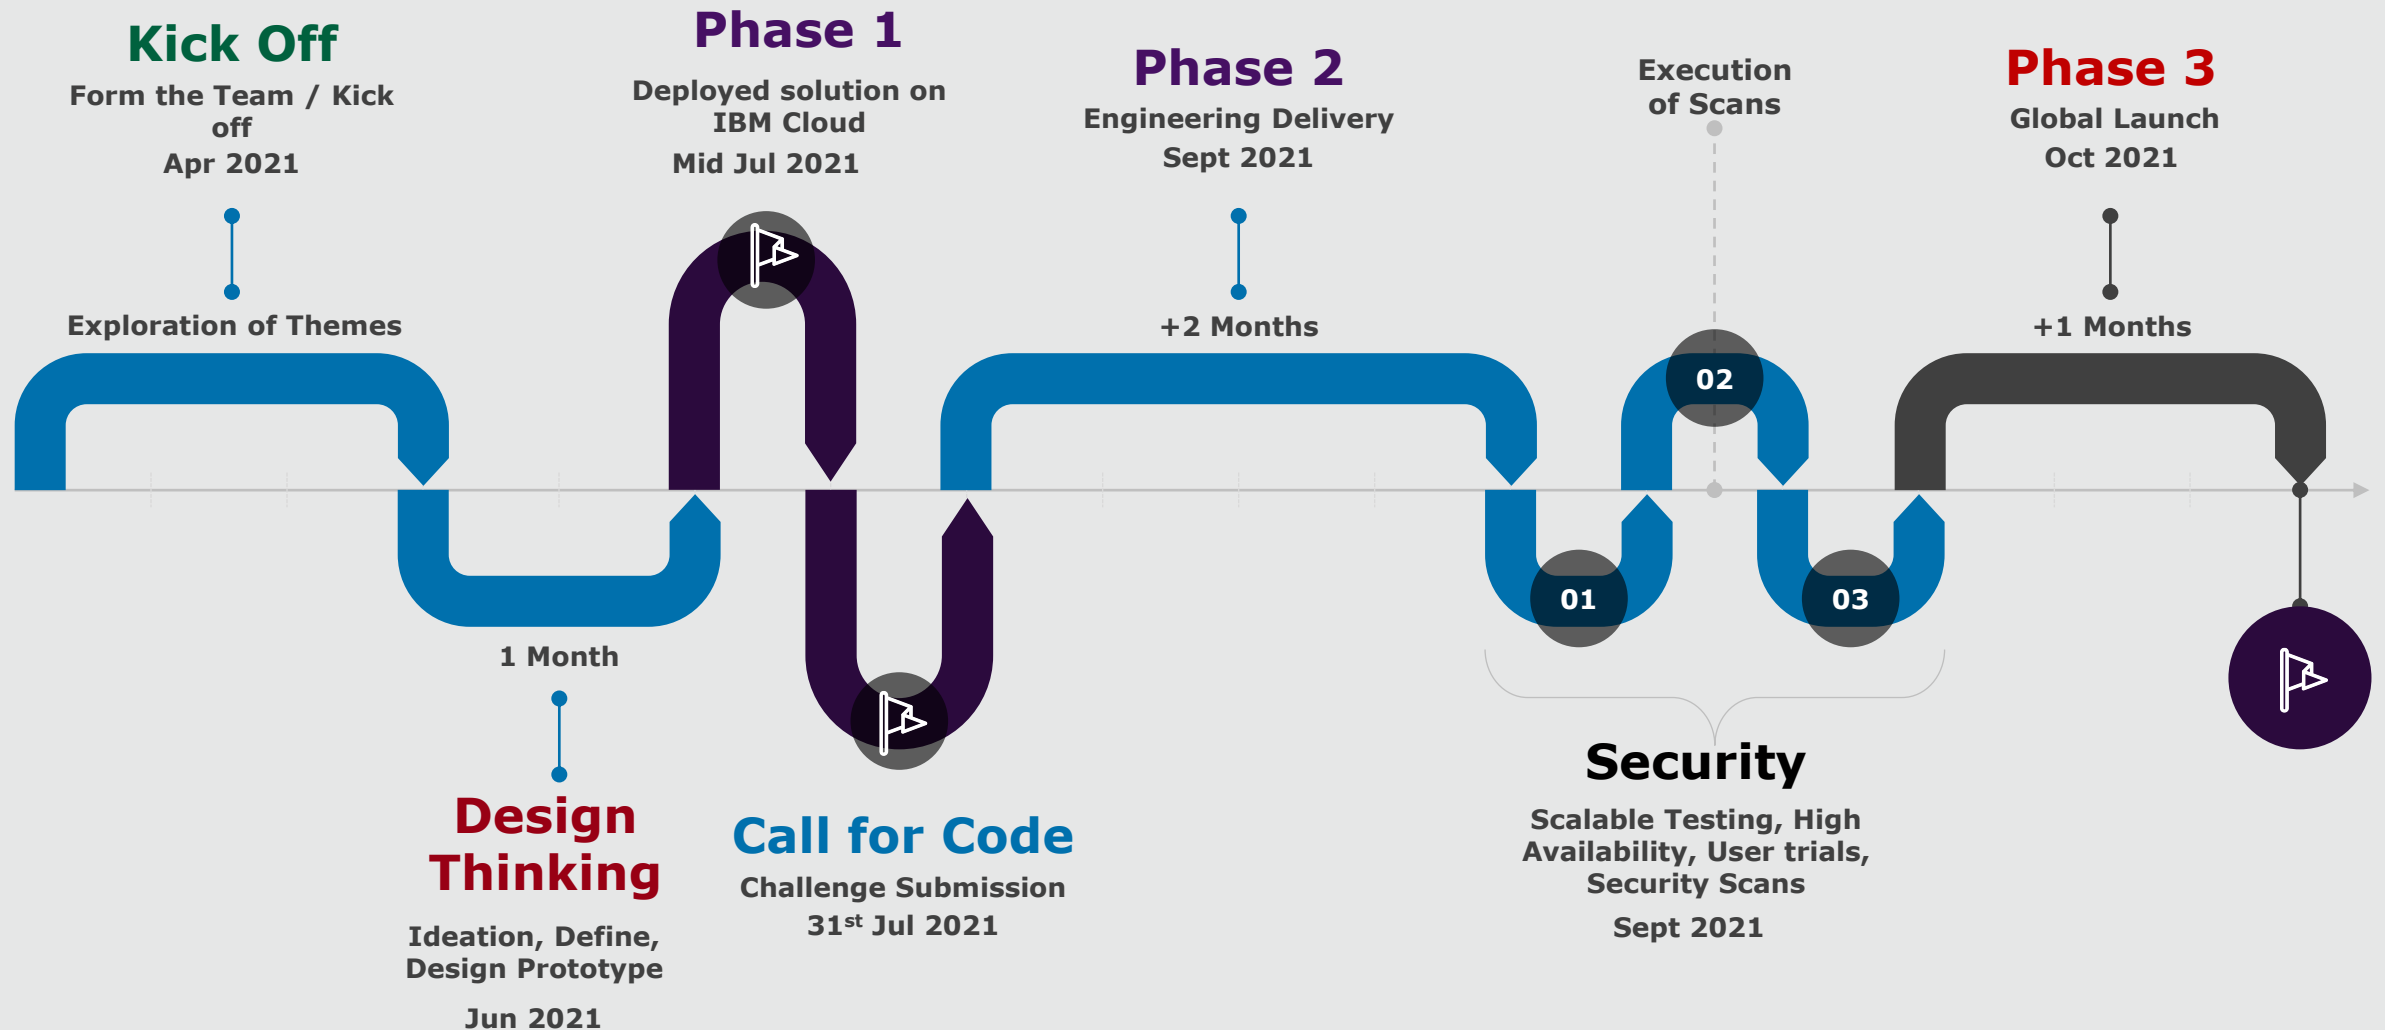 Kick Off
Form the Team / Kick
off
Apr 2021
Exploration of Themes
1 Month
Design
Thinking
Ideation, Define,
Design Prototype
Jun 2021
Phase 1
Deployed solution on
IBM Cloud
Mid Jul 2021
Call for Code
Challenge Submission
31st Jul 2021
Phase 2
Engineering Delivery
Sept 2021
+2 Months
Execution
of Scans
01
02
03
Security
Scalable Testing, High
Availability, User trials,
Security Scans
Sept 2021
Phase 3
Global Launch
Oct 2021
+1 Months